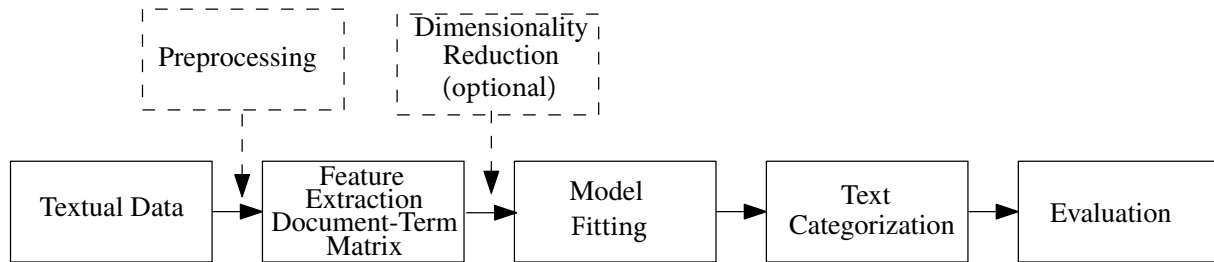 Preprocessing
Dimensionality
Reduction
(optional)
Textual Data
Feature
Extraction
Document-Term
Matrix
Model
Fitting
Text
Categorization
Evaluation